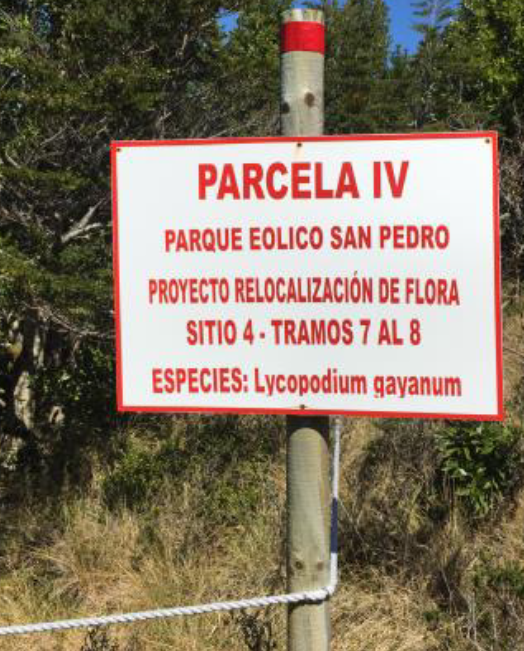 PARCELA IV
PARQUE EOLICO SAN PEDRO
PROYECTO RELOCALIZACIÓN DE FLORA
SITIO 4 - TRAMOS 7 AL 8
ESPECIES: Lycopodium gayanum